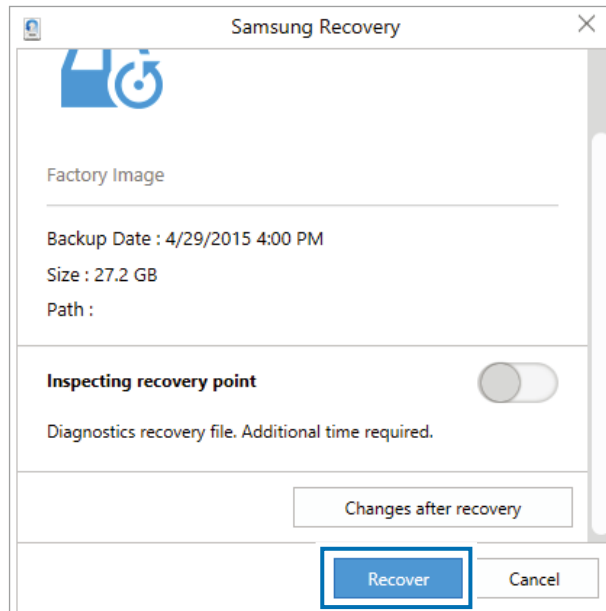 Samsung Recovery
Factory Image
Backup Date : 4/29/2015 4:00 PM
Size : 27.2 GB
Path :
Inspecting recovery point
Diagnostics recovery file. Additional time required.
Changes after recovery
Recover
Cancel